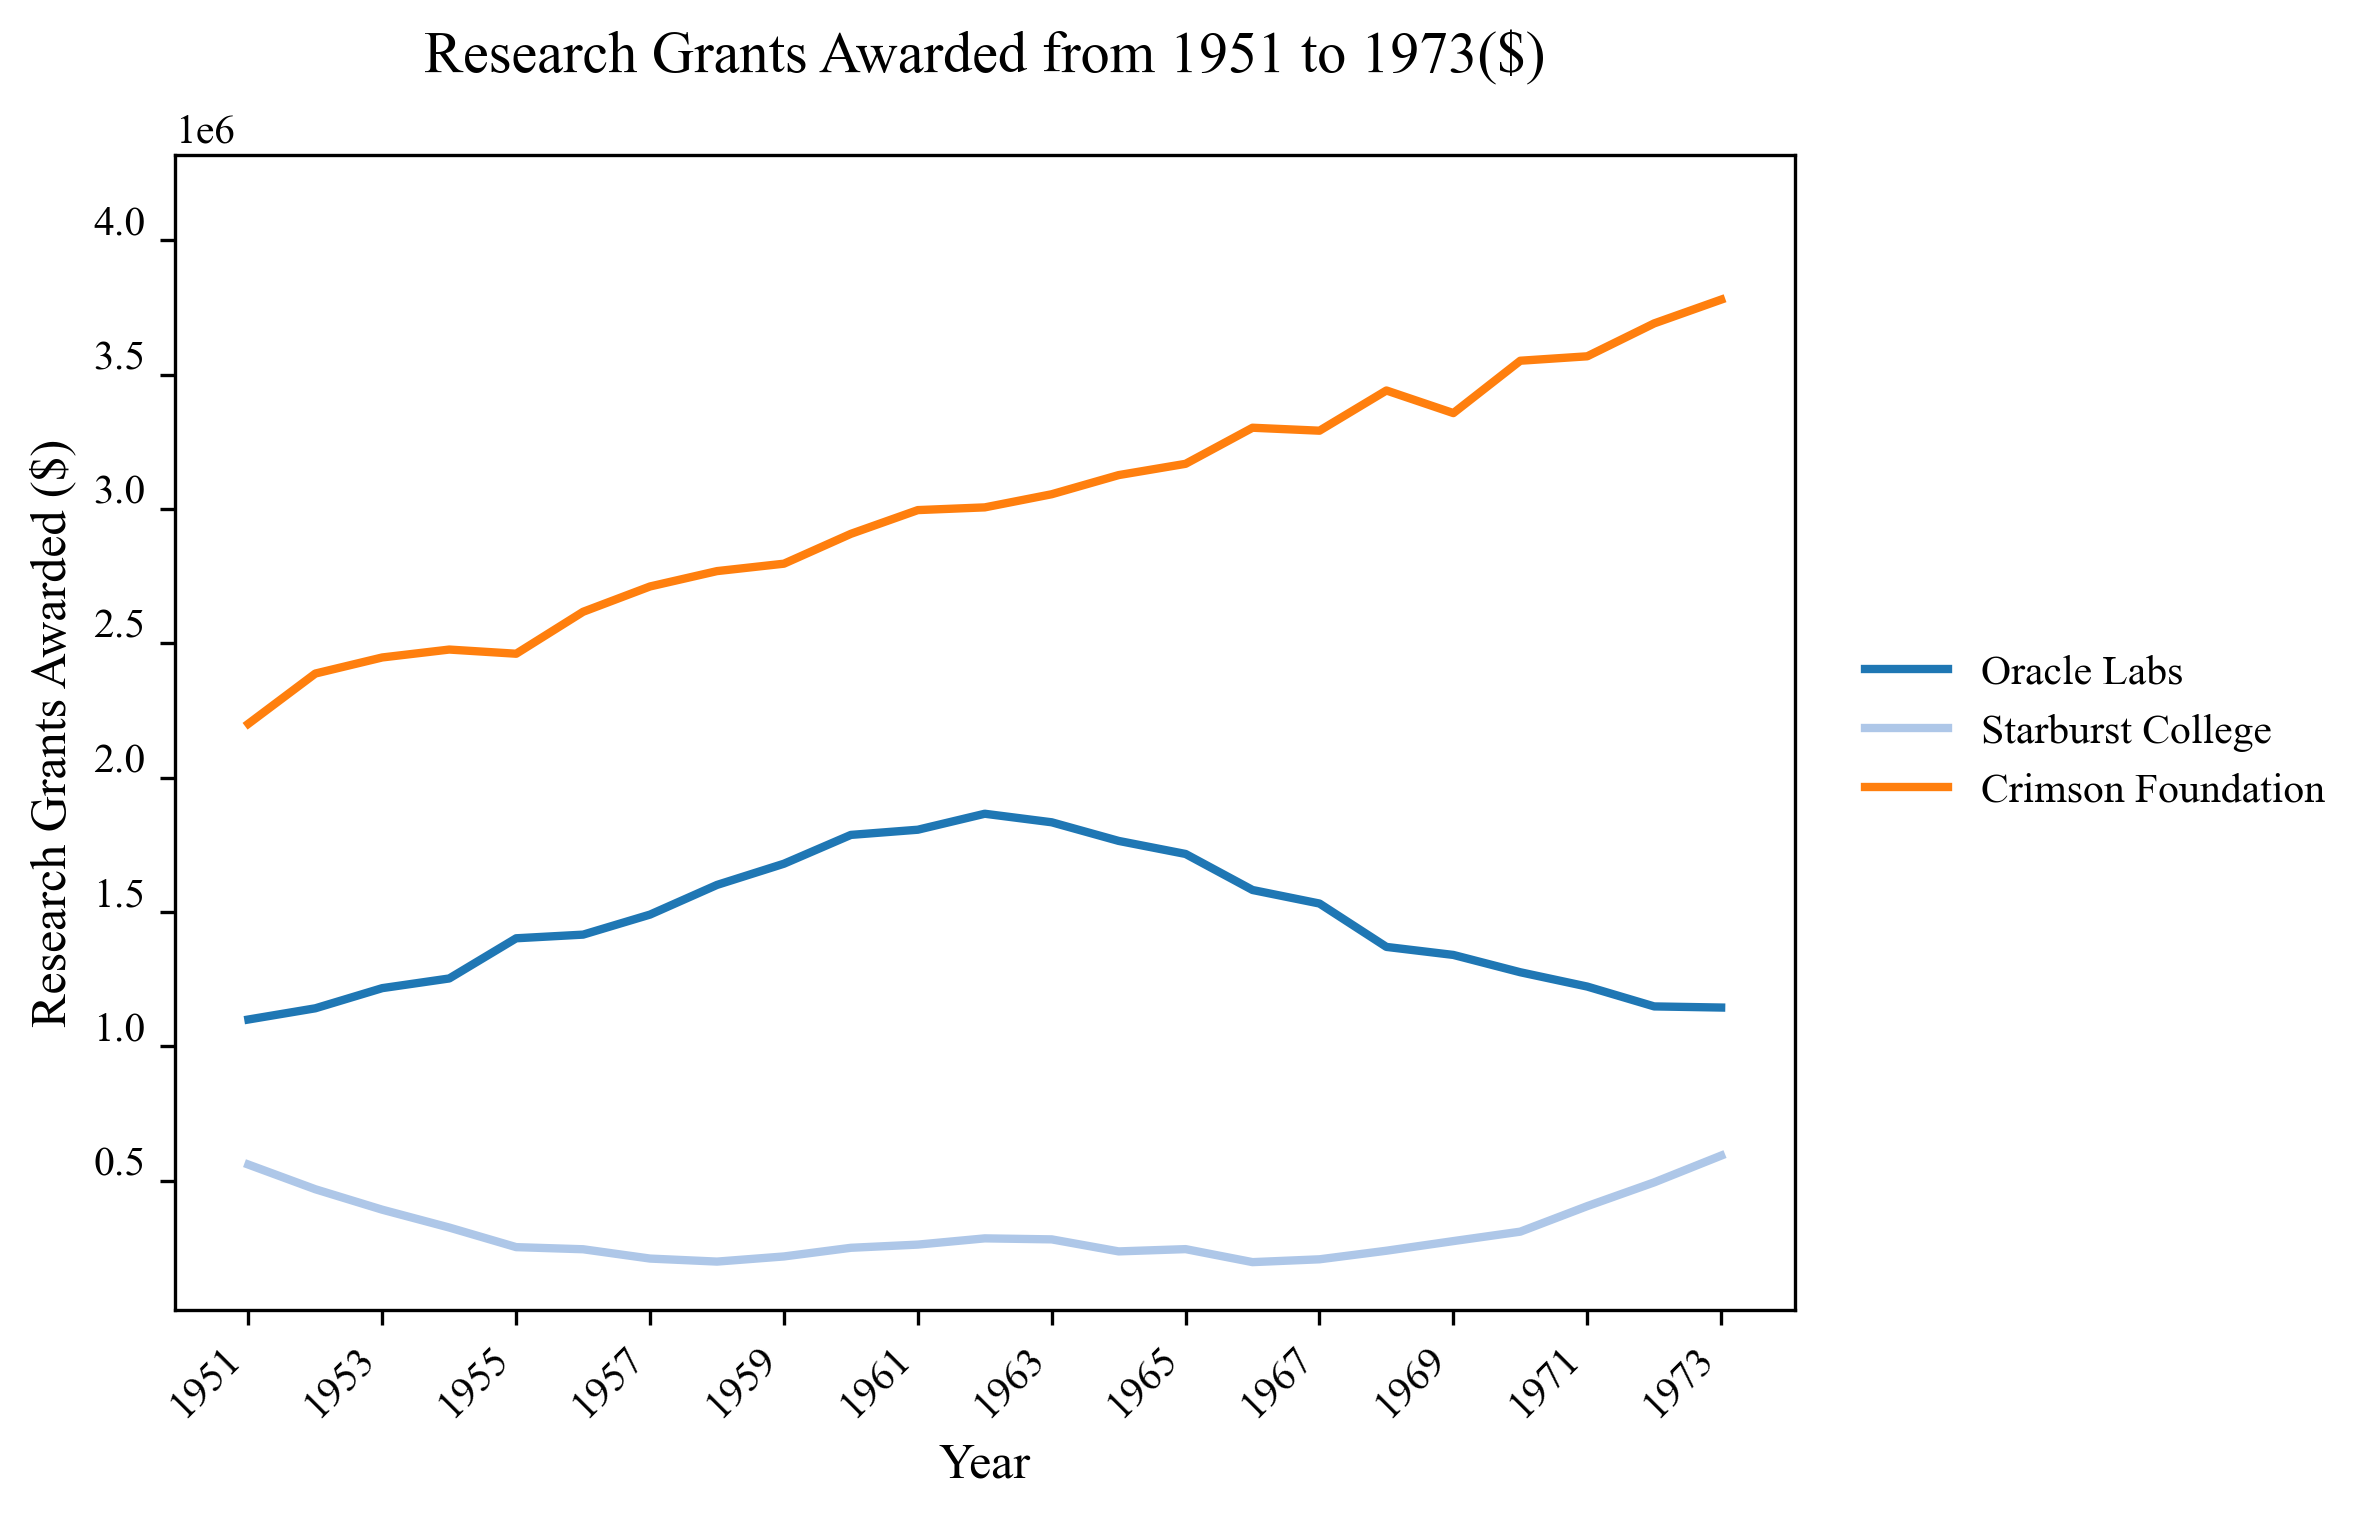 Research Grants Awarded from 1951 to 1973($)
1e6
4.0
3.5
3.0
2.5
2.0
1.5
1.0
0.5
Research Grants Awarded ($)
1951
1953
1955
1957
1959
1961
1963
1965
1967
1969
1971
1973
Year
Oracle Labs
Starburst College
Crimson Foundation